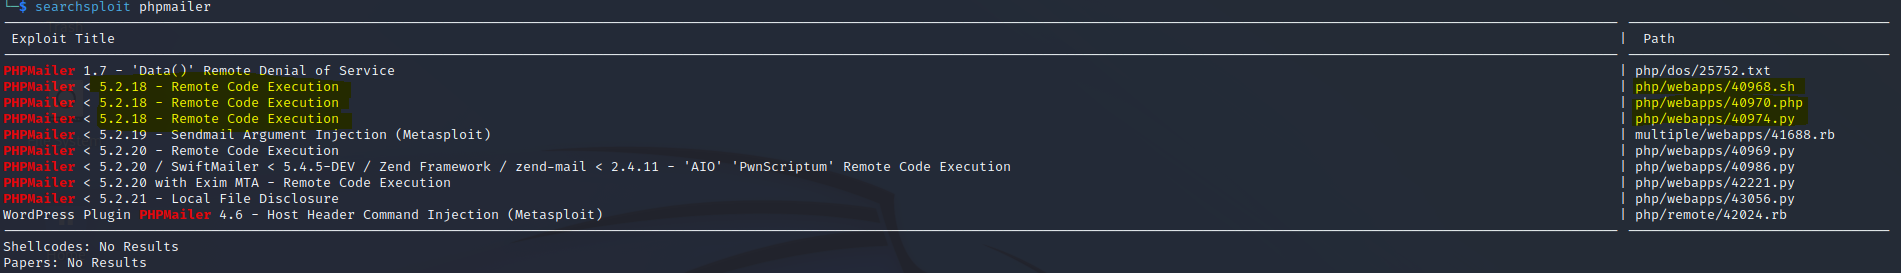 └─$ searchsploit phpmailer
Exploit Title | Path
PHPMailer 1.7 - 'Data()' Remote Denial of Service | php/dos/25752.txt
PHPMailer < 5.2.18 - Remote Code Execution | php/webapps/40968.sh
PHPMailer < 5.2.18 - Remote Code Execution | php/webapps/40970.php
PHPMailer < 5.2.18 - Remote Code Execution | php/webapps/40974.py
PHPMailer < 5.2.19 - Sendmail Argument Injection (Metasploit) | multiple/webapps/41688.rb
PHPMailer < 5.2.20 - Remote Code Execution | php/webapps/40969.py
PHPMailer < 5.2.20 / SwiftMailer < 5.4.5-DEV / Zend Framework / zend-mail < 2.4.11 - 'AIO' 'PwnScriptum' Remote Code Execution | php/webapps/40986.py
PHPMailer < 5.2.20 with Exim MTA - Remote Code Execution | php/webapps/42221.py
PHPMailer < 5.2.21 - Local File Disclosure | php/webapps/43056.py
WordPress Plugin PHPMailer 4.6 - Host Header Command Injection (Metasploit) | php/remote/42024.rb
Shellcodes: No Results
Papers: No Results